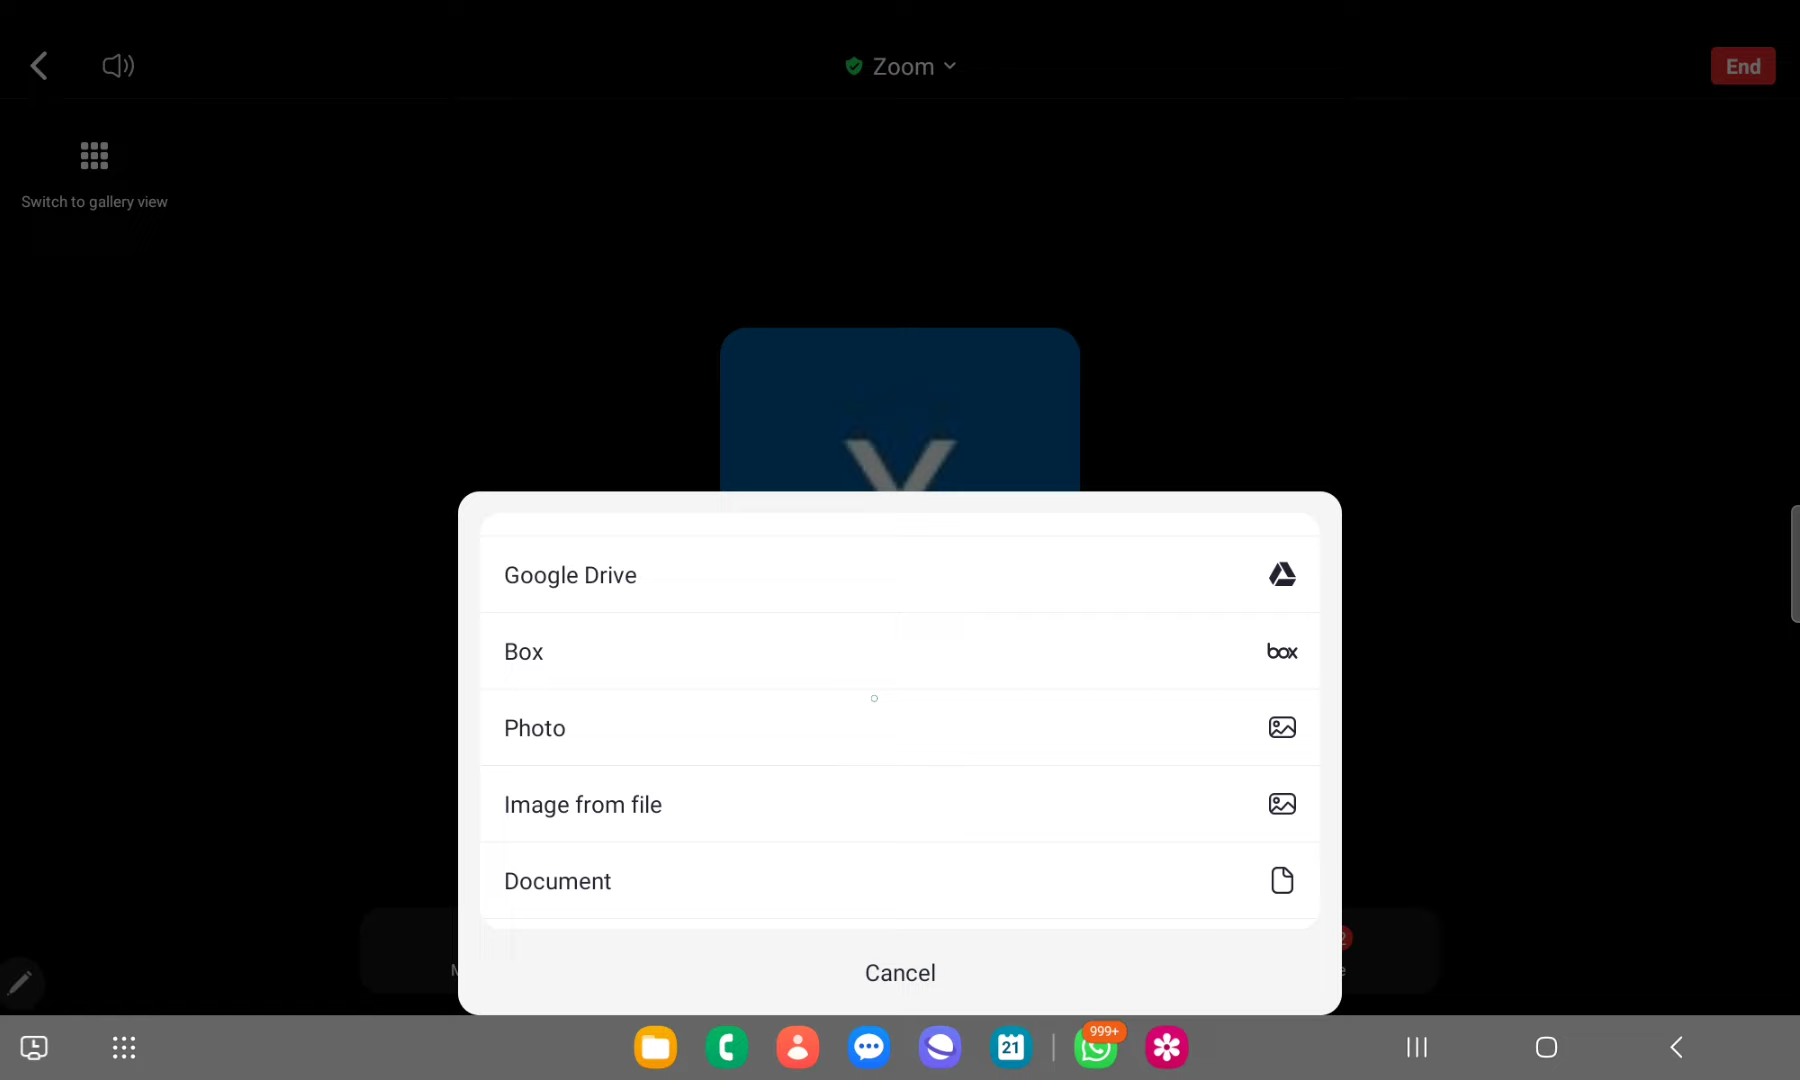 Zoom
End
Switch to gallery view
Google Drive
Box
box
Photo
Image from file
Document
Cancel
999+
21